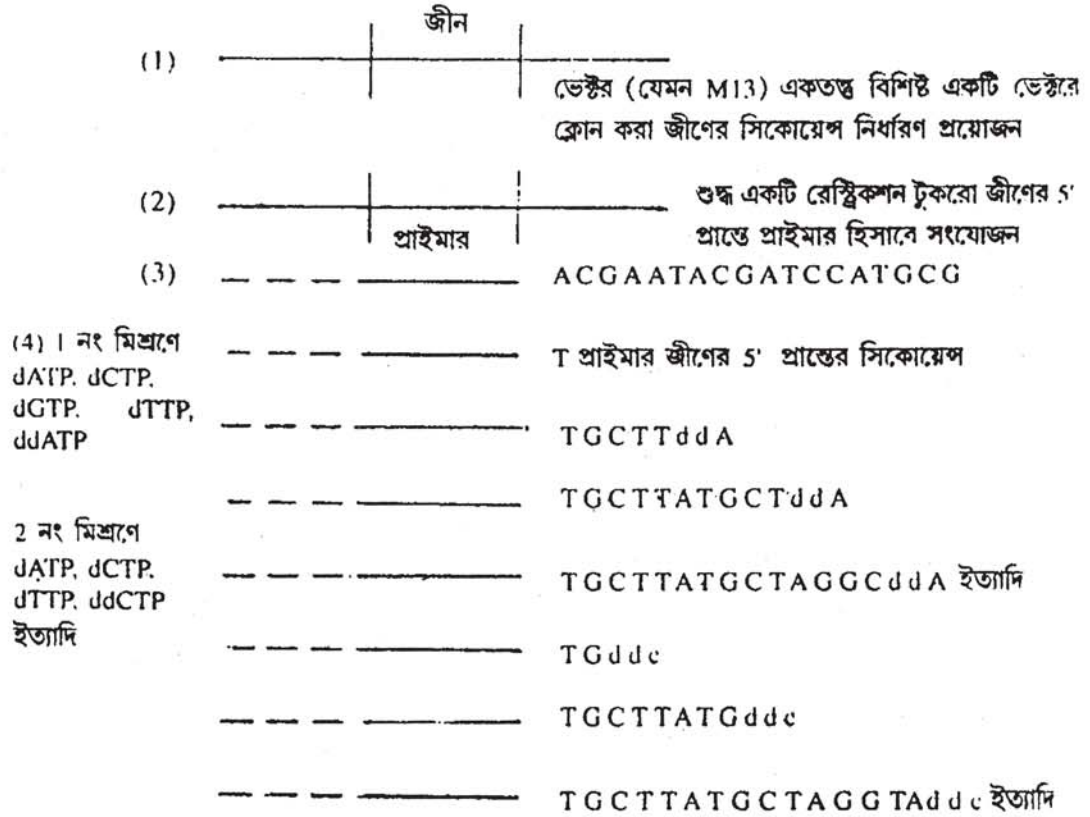 জীন
(1)
ভেক্টর (যেমন M13) একতন্তু বিশিষ্ট একটি ভেক্টরে
ক্লোন করা জীণের সিকোয়েন্স নির্ধারণ প্রয়োজন
(2)
শুদ্ধ একটি রেস্ট্রিকশন টুকরো জীণের 5'
প্রান্তে প্রাইমার হিসাবে সংযোজন
প্রাইমার
(3)
ACGAATACGATCCATGCG
(4) 1 নং মিশ্রণে
dATP. dCTP.
dGTP. dTTP,
ddATP
T প্রাইমার জীণের 5' প্রান্তের সিকোয়েন্স
TGCTTddA
TGCTTATGCTddA
2 নং মিশ্রণে
dATP, dCTP.
dTTP. ddCTP
ইত্যাদি
TGCTTATGCTAGGCddA ইত্যাদি
TGddc
TGCTTATGddc
TGCTTATGCTAGGTAddc ইত্যাদি